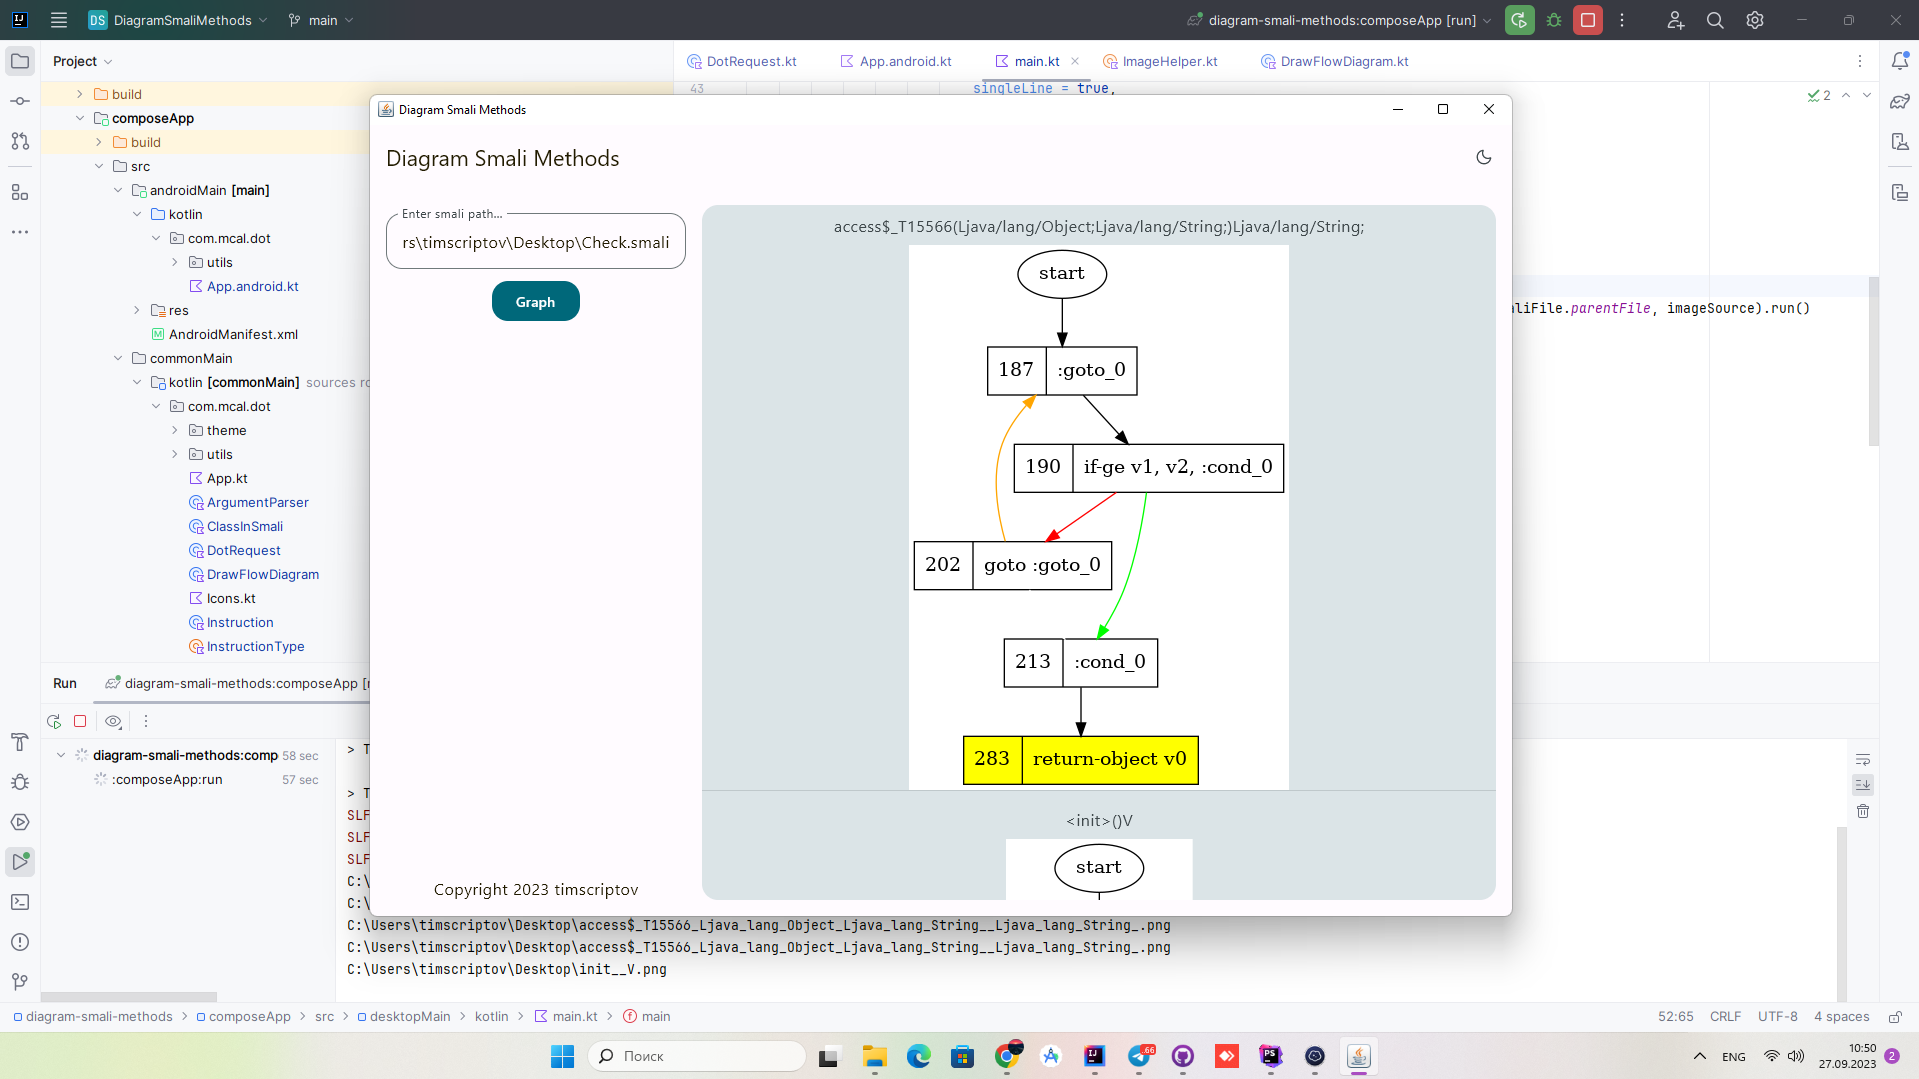 DS DiagramSmaliMethods main diagram-smali-methods:composeApp [run]
Project
DotRequest.kt App.android.kt main.kt ImageHelper.kt DrawFlowDiagram.kt
build
43 singleLine = true,
2
composeApp
build
src
androidMain [main]
kotlin
com.mcal.dot
utils
App.android.kt
res
AndroidManifest.xml
commonMain
kotlin [commonMain] sources
com.mcal.dot
theme
utils
App.kt
ArgumentParser
ClassInSmali
DotRequest
DrawFlowDiagram
Icons.kt
Instruction
InstructionType
liFile.parentFile, imageSource).run()
Diagram Smali Methods
Diagram Smali Methods
Enter smali path...
rs\timscriptov\Desktop\Check.smali
Graph
Copyright 2023 timscriptov
access$_T15566(Ljava/lang/Object;Ljava/lang/String;)Ljava/lang/String;
start
187 :goto_0
190 if-ge v1, v2, :cond_0
202 goto :goto_0
213 :cond_0
283 return-object v0
<init>()V
start
Run diagram-smali-methods:composeApp [
diagram-smali-methods:comp 58 sec
:composeApp:run 57 sec
> T
> T
SLF
SLF
SLF
C:\
C:\
C:\Users\timscriptov\Desktop\access$_T15566_Ljava_lang_Object_Ljava_lang_String__Ljava_lang_String_.png
C:\Users\timscriptov\Desktop\access$_T15566_Ljava_lang_Object_Ljava_lang_String__Ljava_lang_String_.png
C:\Users\timscriptov\Desktop\init__V.png
diagram-smali-methods > composeApp > src > desktopMain > kotlin > main.kt > main
52:65 CRLF UTF-8 4 spaces
Поиск
.66
ENG
10:50
27.09.2023
2